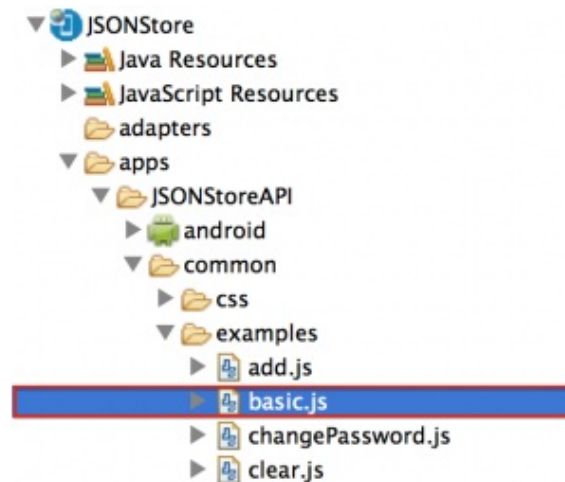 JSONStore
Java Resources
JavaScript Resources
adapters
apps
JSONStoreAPI
android
common
css
examples
add.js
basic.js
changePassword.js
clear.js